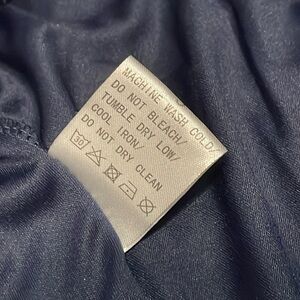 MACHINE WASH COLD/
DO NOT BLEACH/
TUMBLE DRY LOW/
COOL IRON/
DO NOT DRY CLEAN
30